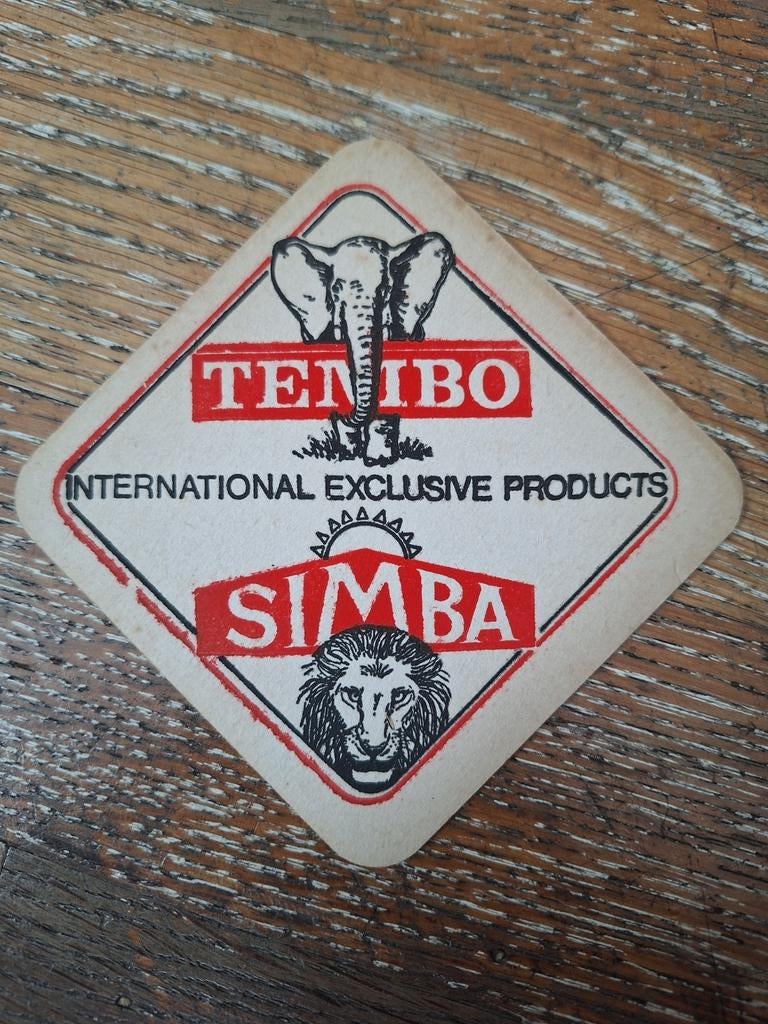 TEMBO
INTERNATIONAL EXCLUSIVE PRODUCTS
SIMBA